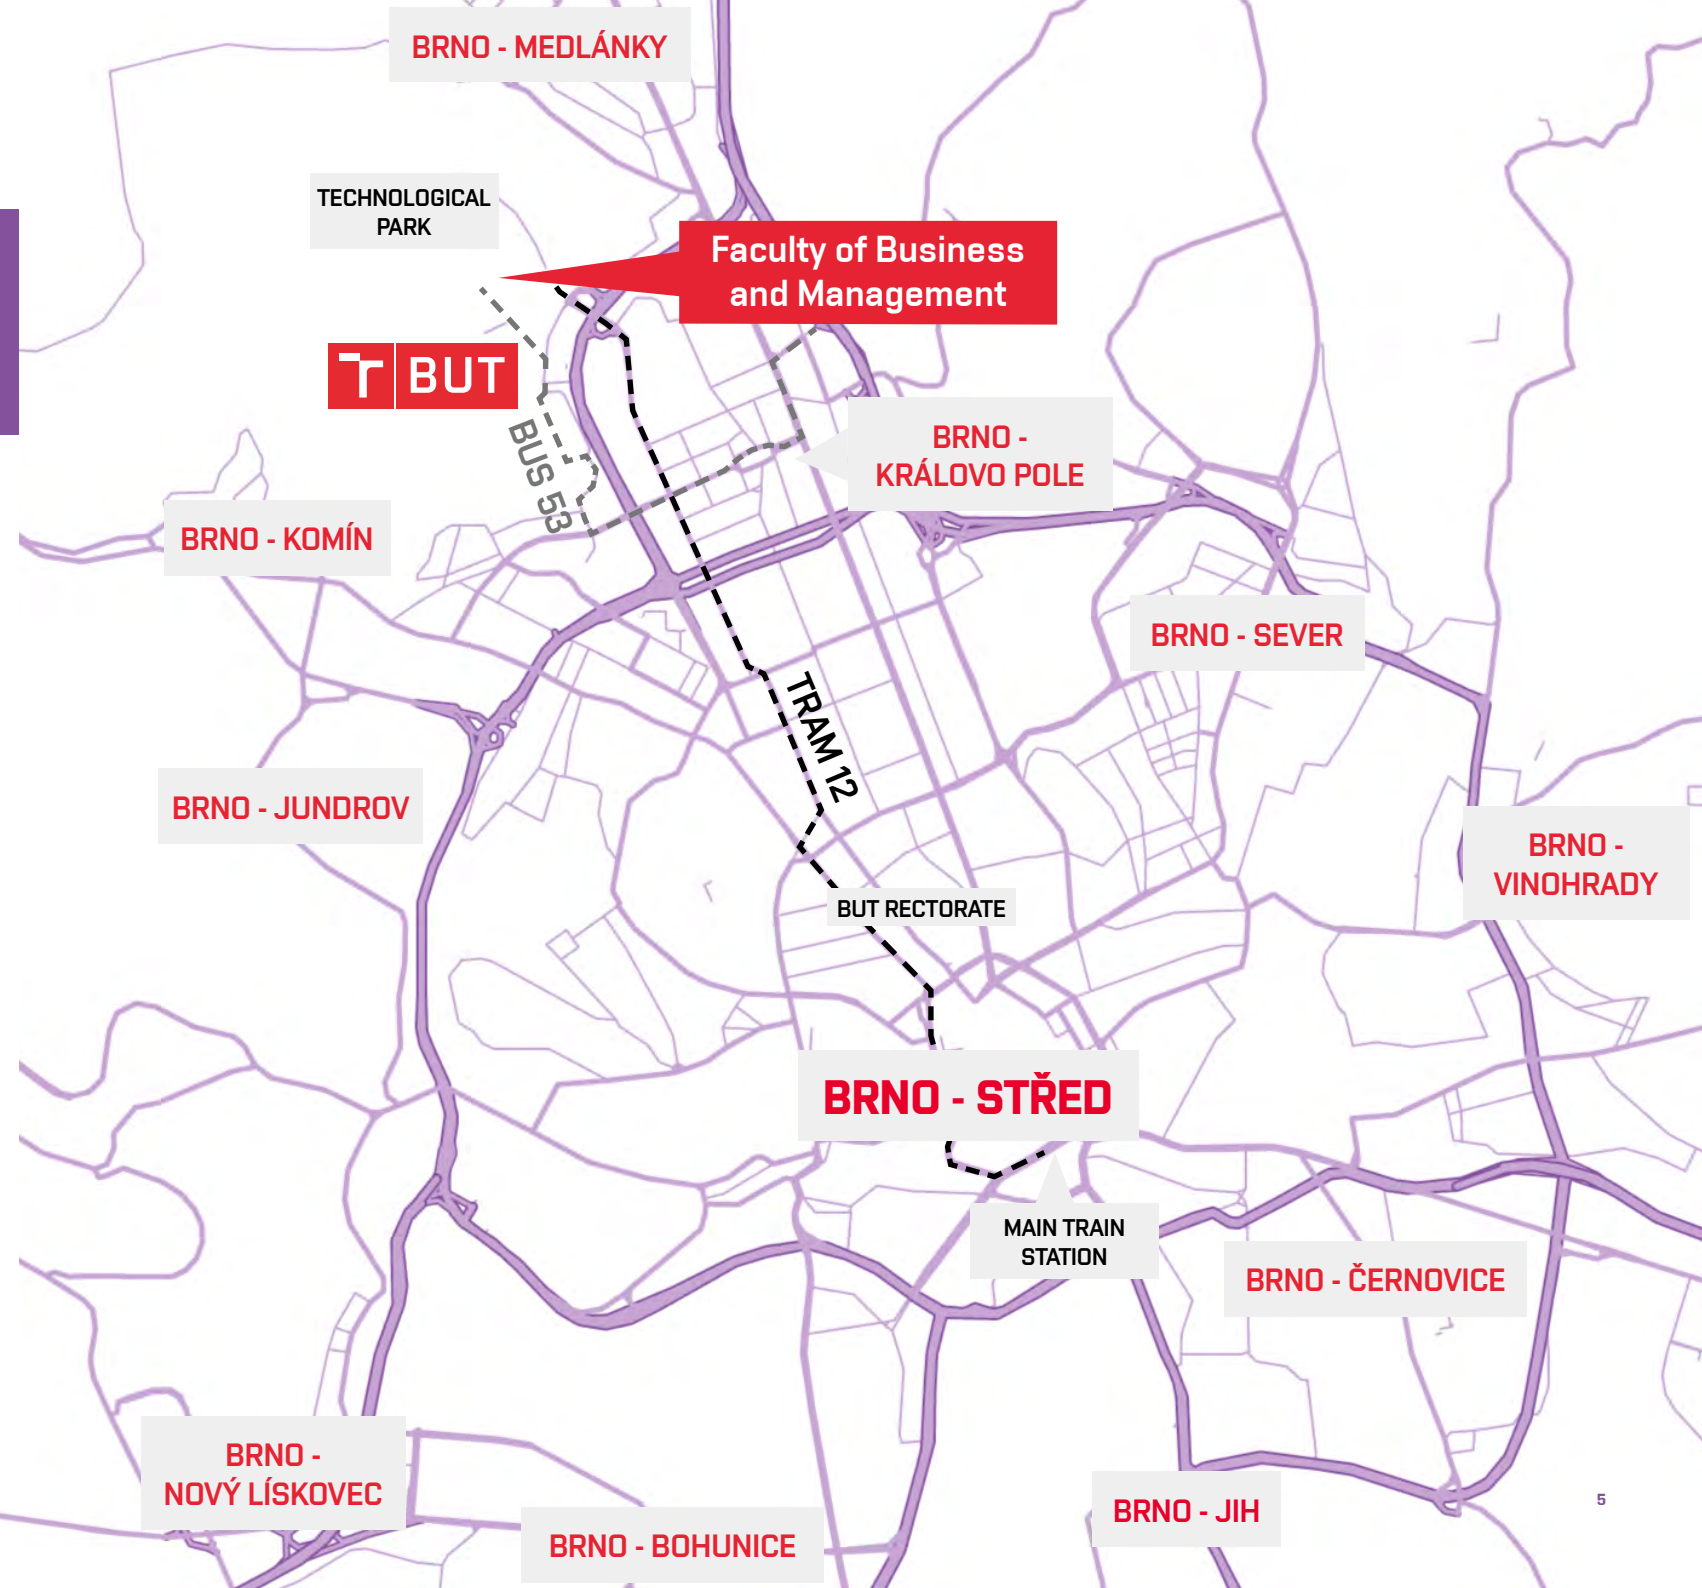 BRNO - MEDLÁNKY
TECHNOLOGICAL
PARK
Faculty of Business
and Management
BUT
BUS 53
BRNO -
KRÁLOVO POLE
BRNO - KOMÍN
BRNO - SEVER
TRAM 12
BRNO - JUNDROV
BRNO -
VINOHRADY
BUT RECTORATE
BRNO - STŘED
MAIN TRAIN
STATION
BRNO - ČERNOVICE
BRNO -
NOVÝ LÍSKOVEC
BRNO - JIH
5
BRNO - BOHUNICE